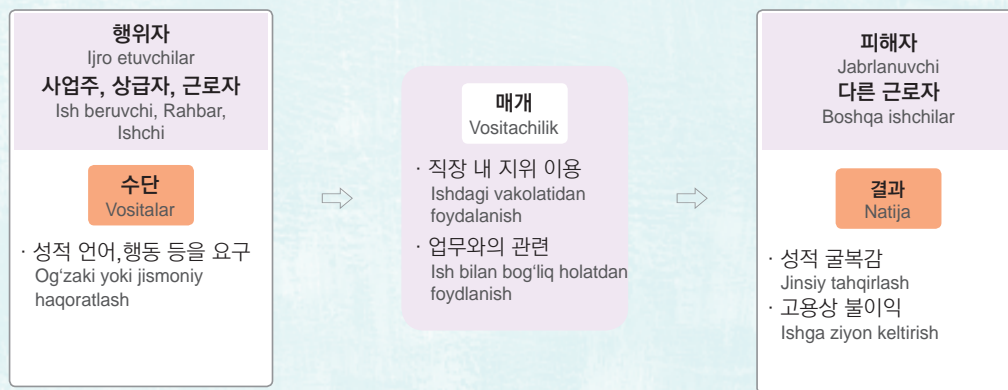 행위자
Ijro etuvchilar
사업주, 상급자, 근로자
Ish beruvchi, Rahbar,
Ishchi
수단
Vositalar
· 성적 언어,행동 등을 요구
Og‘zaki yoki jismoniy
haqoratlash
매개
Vositachilik
· 직장 내 지위 이용
Ishdagi vakolatidan
foydalanish
· 업무와의 관련
Ish bilan bog‘liq holatdan
foydlanish
피해자
Jabrlanuvchi
다른 근로자
Boshqa ishchilar
결과
Natija
· 성적 굴복감
Jinsiy tahqirlash
· 고용상 불이익
Ishga ziyon keltirish